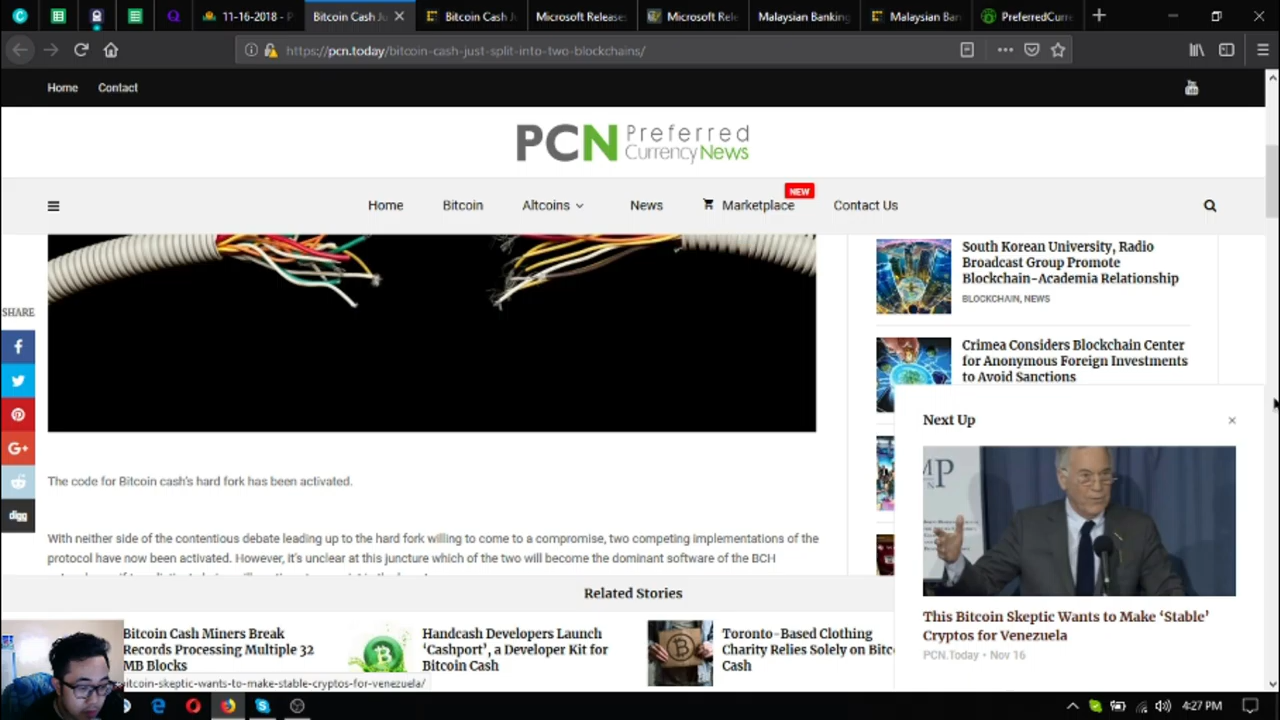 11-16-2018 - P
Bitcoin Cash Ju
Bitcoin Cash Ju
Microsoft Release
Microsoft Rele
Malaysian Banking
Malaysian Ban
PreferredCurre
https://pcn.today/bitcoin-cash-just-split-into-two-blockchains/
Home
Contact
PCN Preferred
CurrencyNews
NEW
Home
Bitcoin
Altcoins
News
Marketplace
Contact Us
South Korean University, Radio
Broadcast Group Promote
Blockchain-Academia Relationship
BLOCKCHAIN, NEWS
SHARE
Crimea Considers Blockchain Center
for Anonymous Foreign Investments
to Avoid Sanctions
G+
digg
Next Up
MP
The code for Bitcoin cash's hard fork has been activated.
With neither side of the contentious debate leading up to the hard fork willing to come to a compromise, two competing implementations of the
protocol have now been activated. However, it's unclear at this juncture which of the two will become the dominant software of the BCH
Related Stories
This Bitcoin Skeptic Wants to Make ‘Stable’
Cryptos for Venezuela
PCN.Today • Nov 16
Bitcoin Cash Miners Break
Records Processing Multiple 32
MB Blocks
Handcash Developers Launch
‘Cashport’, a Developer Kit for
Bitcoin Cash
Toronto-Based Clothing
Charity Relies Solely on Bitc
Cash
bitcoin-skeptic-wants-to-make-stable-cryptos-for-venezuela/
4:27 PM